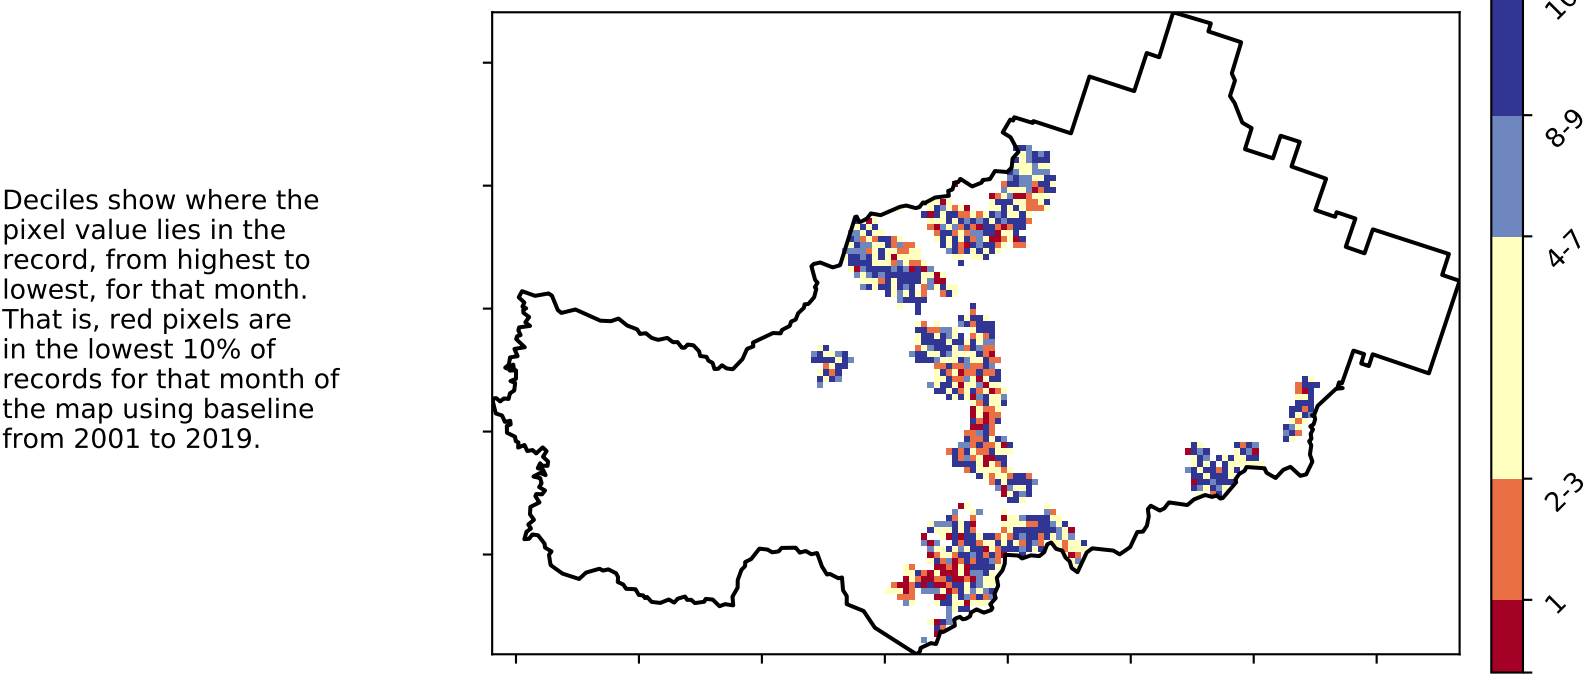 Deciles show where the
pixel value lies in the
record, from highest to
lowest, for that month.
That is, red pixels are
in the lowest 10% of
records for that month of
the map using baseline
from 2001 to 2019.
10
8-9
4-7
2-3
1